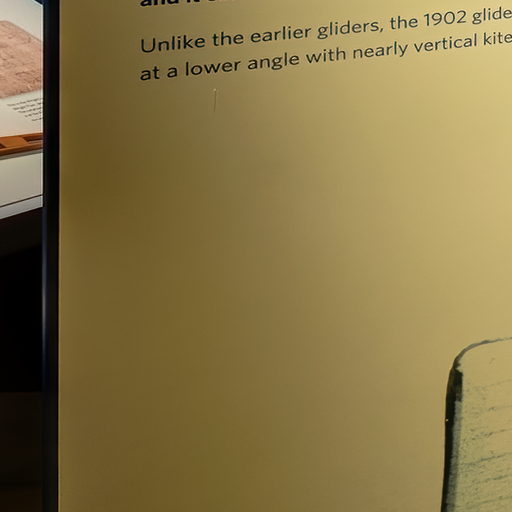 Unlike the earlier gliders, the 1902 glide
at a lower angle with nearly vertical kite